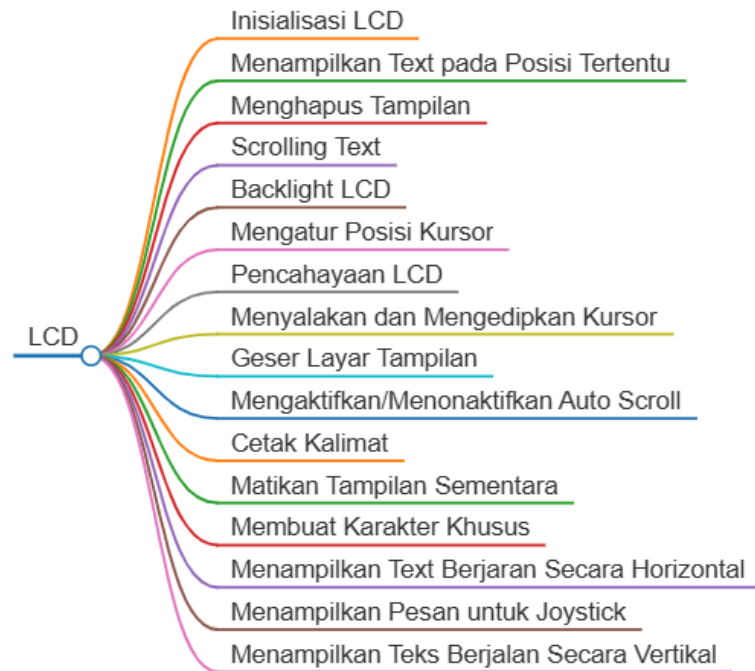 Inisialisasi LCD
Menampilkan Text pada Posisi Tertentu
Menghapus Tampilan
Scrolling Text
Backlight LCD
Mengatur Posisi Kursor
Pencahayaan LCD
Menyalakan dan Mengedipkan Kursor
LCD
Geser Layar Tampilan
Mengaktifkan/Menonaktifkan Auto Scroll
Cetak Kalimat
Matikan Tampilan Sementara
Membuat Karakter Khusus
Menampilkan Text Berjaran Secara Horizontal
Menampilkan Pesan untuk Joystick
Menampilkan Teks Berjalan Secara Vertikal